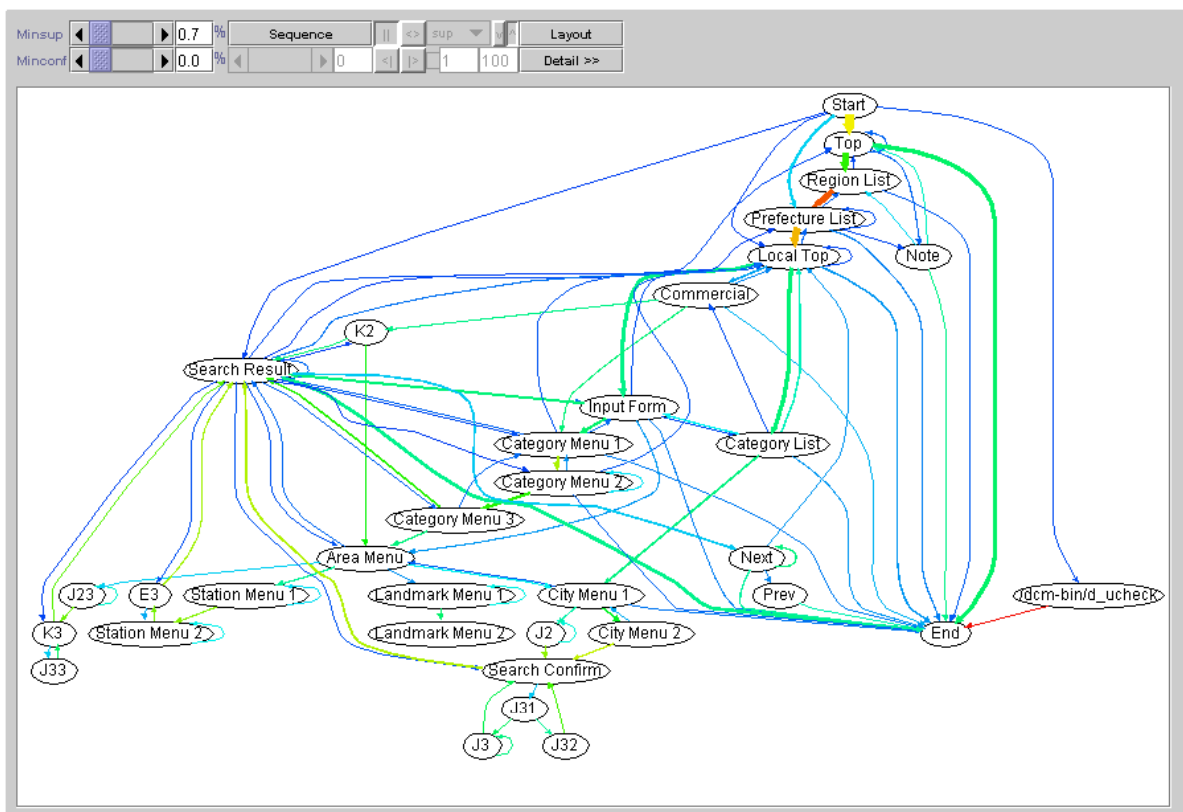 Minsup 0.7 % Sequence || <> sup v ^ Layout
Minconf 0.0 % 0 <| |> 1 100 Detail >>
Start
Top
Region List
Prefecture List
Local Top
Note
Commercial
K2
Search Result
Input Form
Category Menu 1
Category List
Category Menu 2
Category Menu 3
Area Menu
Next
J23
E3
Station Menu 1
Landmark Menu 1
City Menu 1
Prev
/dcm-bin/d_ucheck
K3
Station Menu 2
Landmark Menu 2
J2
City Menu 2
End
J33
Search Confirm
J31
J3
J32